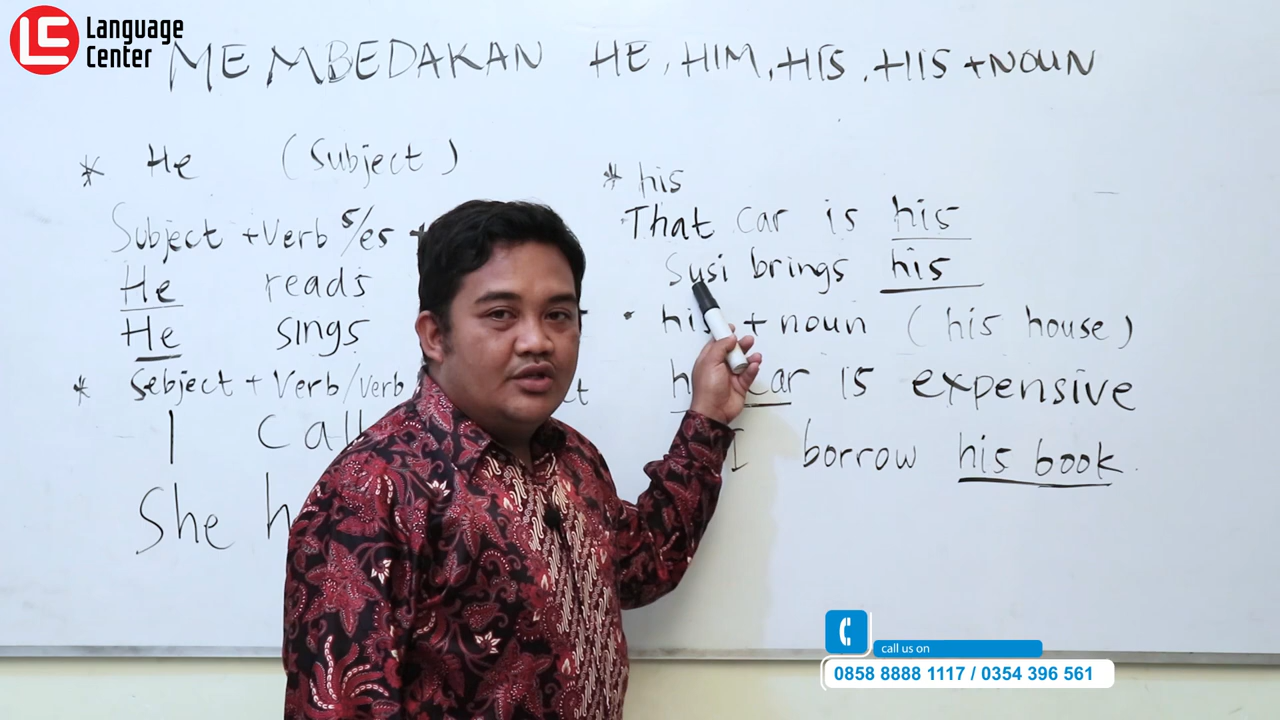 Language
Center
MEMBEDAKAN HE, HIM, HIS, HIS +NOUN
* He (Subject)
Subject +Verb s/es +
He reads
He sings
* Sebject + Verb/verb
I Call
She
* his
That car is his
Susi brings his
• his + noun (his house)
car is expensive
I borrow his book.
call us on
0858 8888 1117 / 0354 396 561